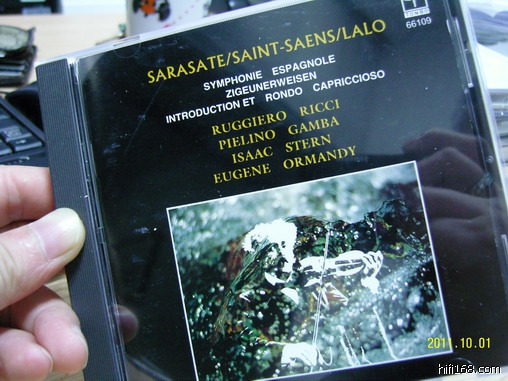 66109
SARASATE/SAINT-SAENS/LALO
SYMPHONIE ESPAGNOLE
ZIGEUNERWEISEN
INTRODUCTION ET RONDO CAPRICCIOSO
RUGGIERO RICCI
PIELINO GAMBA
ISAAC STERN
EUGENE ORMANDY
2011.10.01
hifi168.com